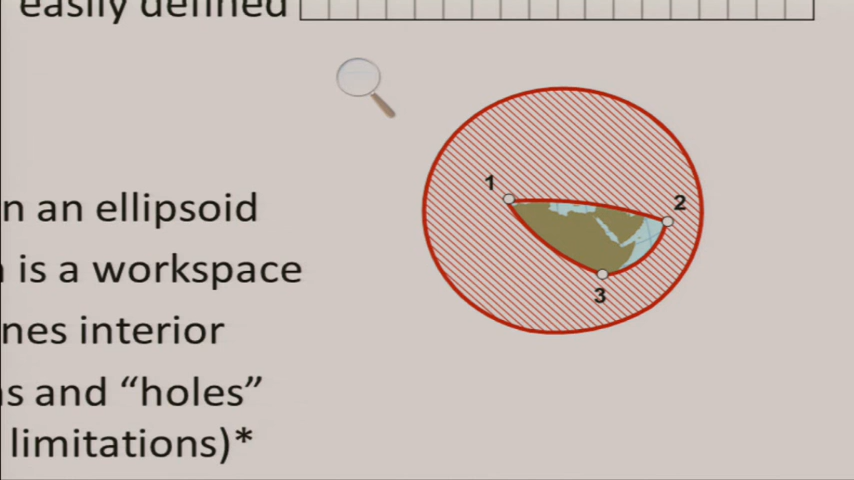 easily defined
1
2
3
n an ellipsoid
is a workspace
nes interior
s and “holes”
limitations)*